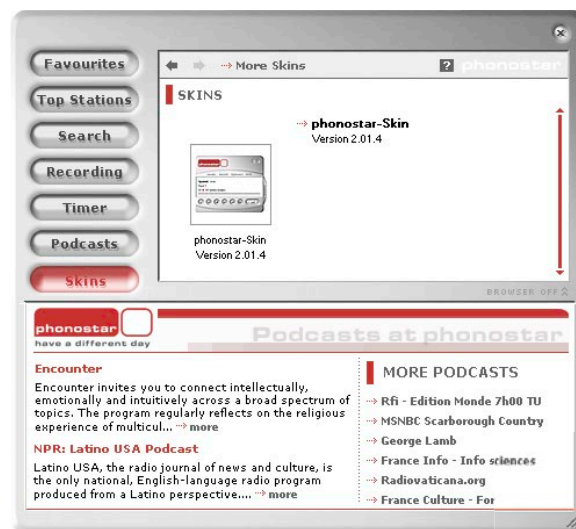 Favourites
Top Stations
Search
Recording
Timer
Podcasts
Skins
More Skins
?
phonostar
SKINS
phonostar-Skin
Version 2.01.4
phonostar
phonostar-Skin
Version 2.01.4
BROWSER OFF
phonostar
have a different day
Podcasts at phonostar
Encounter
Encounter invites you to connect intellectually,
emotionally and intuitively across a broad spectrum of
topics. The program regularly reflects on the religious
experience of multicul... more
NPR: Latino USA Podcast
Latino USA, the radio journal of news and culture, is
the only national, English-language radio program
produced from a Latino perspective.... more
MORE PODCASTS
Rfi - Edition Monde 7h00 TU
MSNBC Scarborough Country
George Lamb
France Info - Info sciences
Radiovaticana.org
France Culture - For